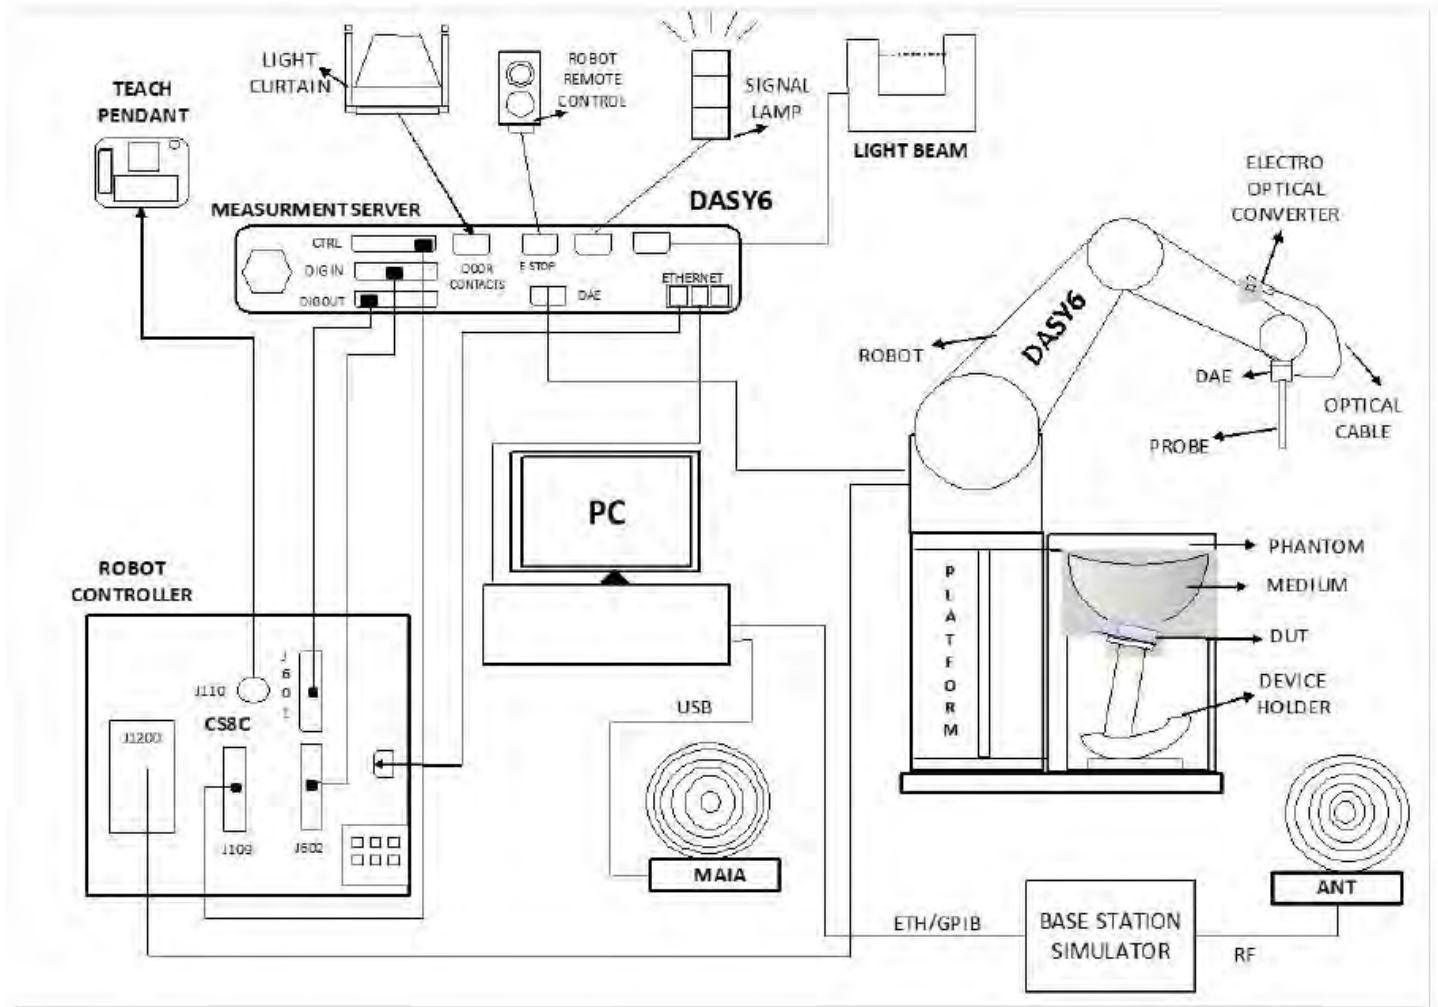 LIGHT
CURTAIN
ROBOT
REMOTE
CONTROL
SIGNAL
LAMP
LIGHT BEAM
TEACH
PENDANT
MEASURMENT SERVER
DASY6
CTRL
DIG IN
DIG OUT
DOOR
CONTACTS
E STOP
DAE
ETHERNET
ELECTRO
OPTICAL
CONVERTER
ROBOT
DASY6
DAE
PROBE
OPTICAL
CABLE
PC
PLATFORM
PHANTOM
MEDIUM
DUT
DEVICE
HOLDER
ROBOT
CONTROLLER
J110
J601
CS8C
J1200
J109
J602
USB
MAIA
ETH/GPIB
BASE STATION
SIMULATOR
RF
ANT